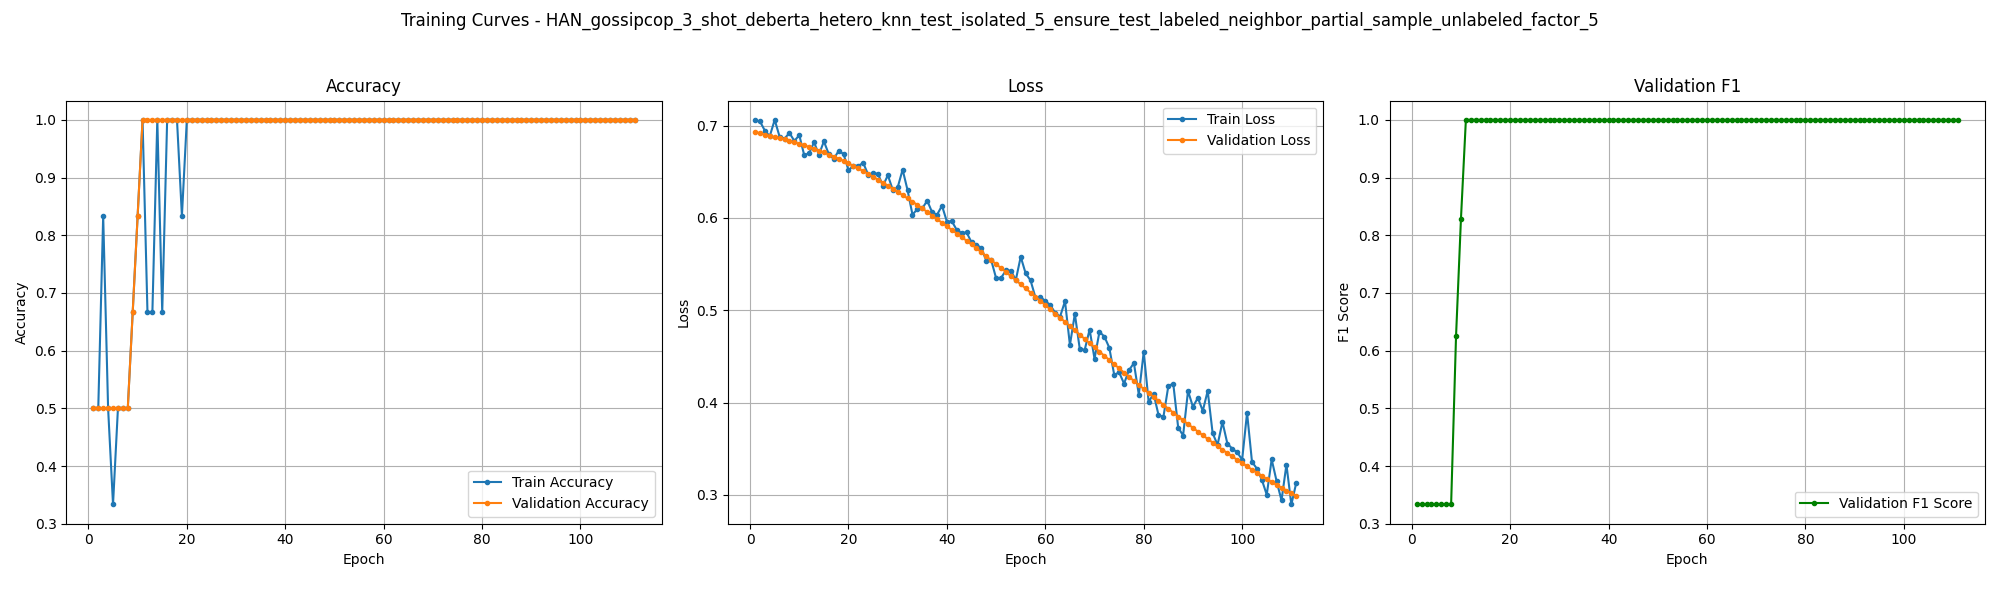 Training Curves - HAN_gossipcop_3_shot_deberta_hetero_knn_test_isolated_5_ensure_test_labeled_neighbor_partial_sample_unlabeled_factor_5
Accuracy
1.0
0.9
0.8
0.7
0.6
0.5
0.4
0.3
Accuracy
Train Accuracy
Validation Accuracy
0 20 40 60 80 100
Epoch
Loss
0.7
0.6
0.5
0.4
0.3
Loss
Train Loss
Validation Loss
0 20 40 60 80 100
Epoch
Validation F1
1.0
0.9
0.8
0.7
0.6
0.5
0.4
0.3
F1 Score
Validation F1 Score
0 20 40 60 80 100
Epoch